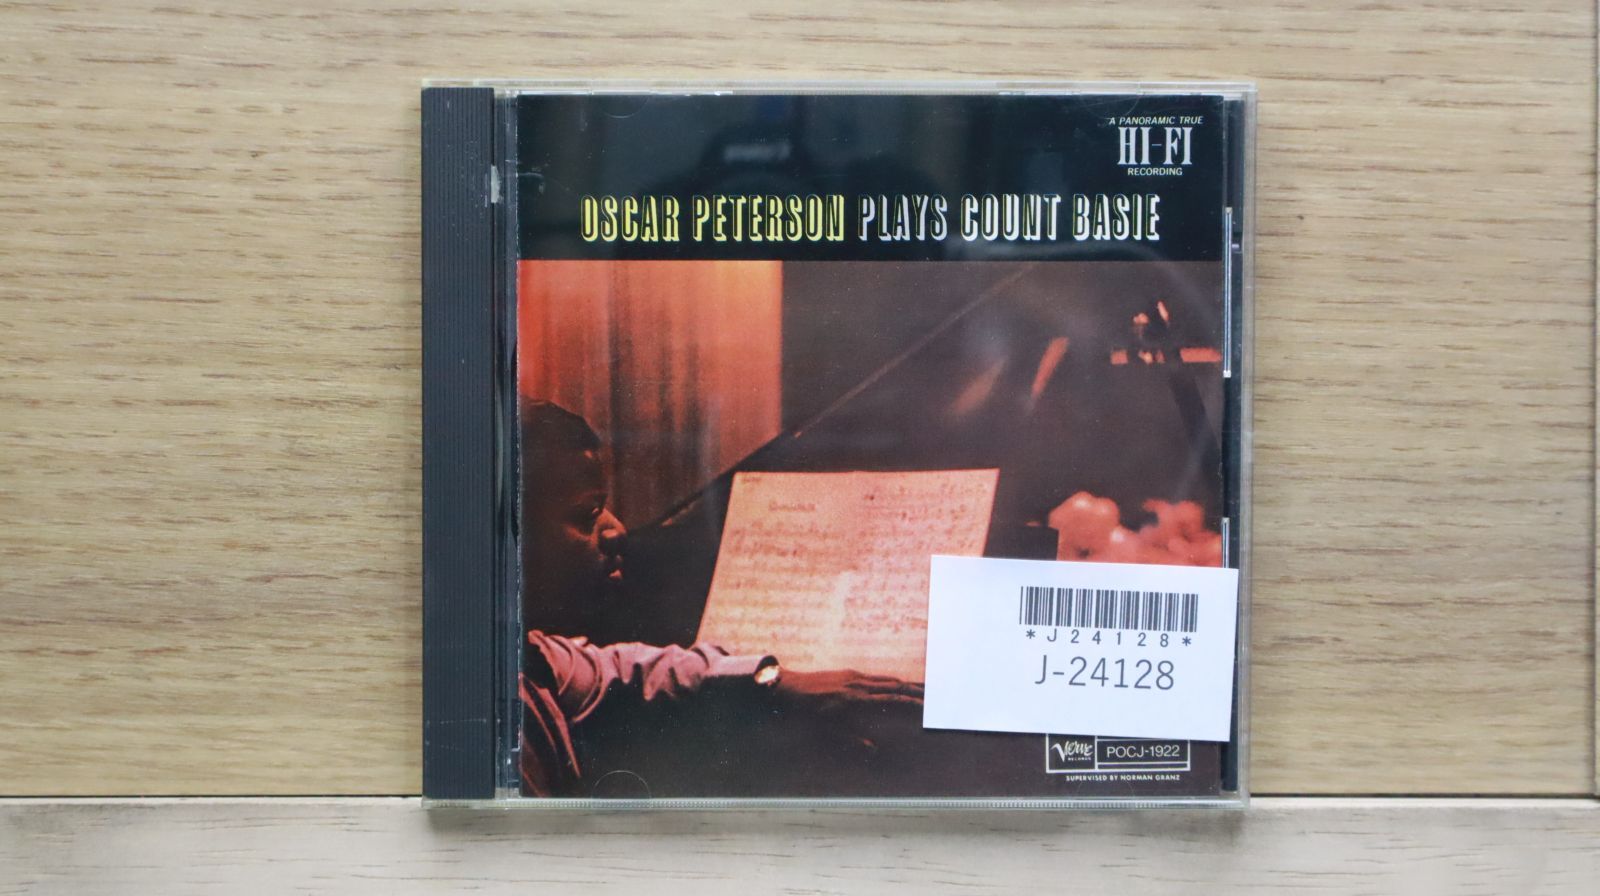 A PANORAMIC TRUE
HI-FI
RECORDING
OSCAR PETERSON PLAYS COUNT BASIE
*J24128*
J-24128
Verve
RECORDS
POCJ-1922
SUPERVISED BY NORMAN GRANZ